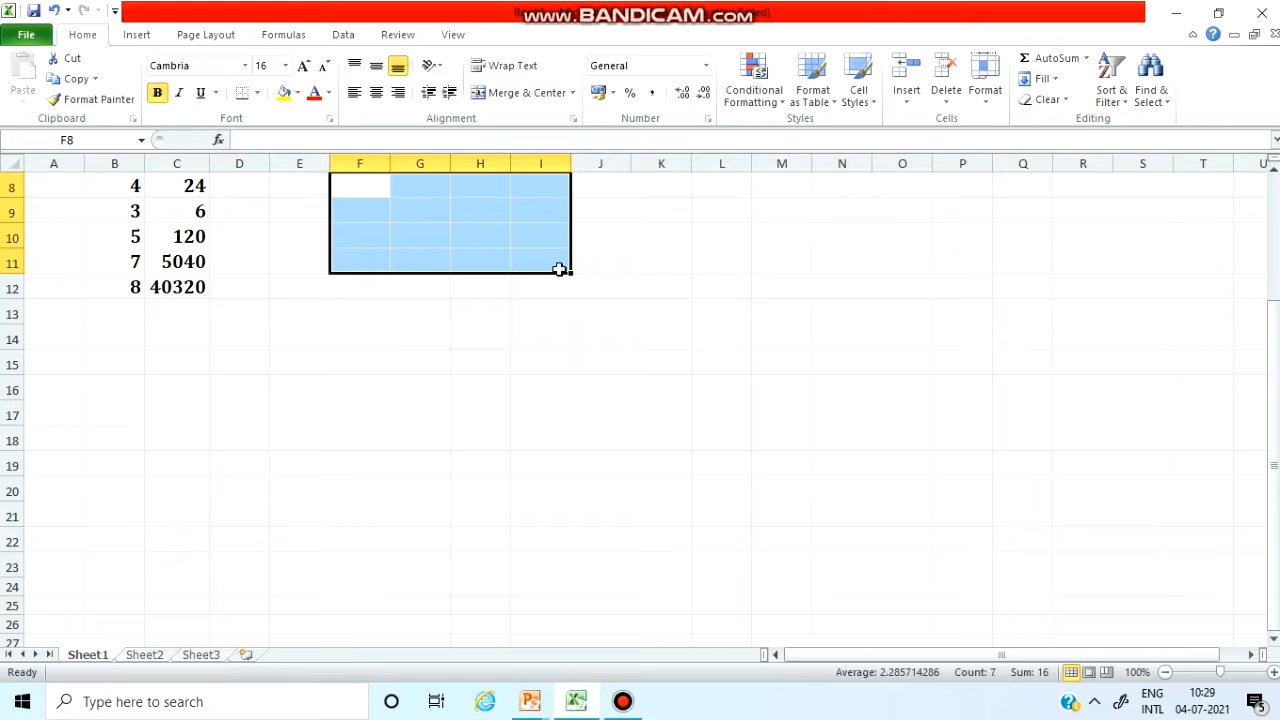 www.BANDICAM.com
File Home Insert Page Layout Formulas Data Review View
Cut Cambria 16 Wrap Text General AutoSum
Paste Copy Conditional Format Cell Insert Delete Format Fill Sort & Find &
Format Painter B I U A Merge & Center % , Formatting as Table Styles Clear Filter Select
Clipboard Font Alignment Number Styles Cells Editing
F8 fx
A B C D E F G H I J K L M N O P Q R S T U
8 4 24
9 3 6
10 5 120
11 7 5040
12 8 40320
13
14
15
16
17
18
19
20
21
22
23
24
25
26
27
Sheet1 Sheet2 Sheet3
Ready Average: 2.285714286 Count: 7 Sum: 16 100%
Type here to search ENG 10:29
INTL 04-07-2021 5